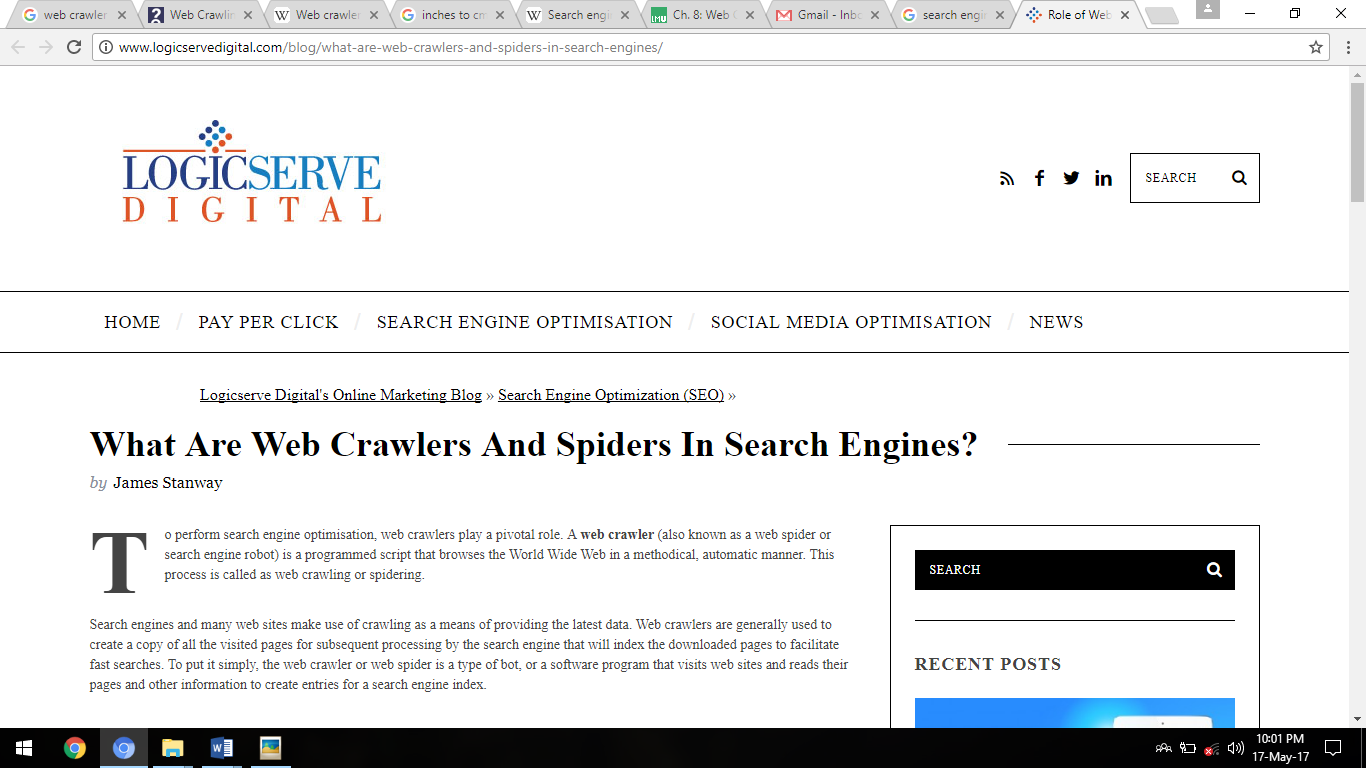 web crawler
Web Crawlin
Web crawler
inches to cm
Search engi
Ch. 8: Web C
Gmail - Inbo
search engin
Role of Web
www.logicservedigital.com/blog/what-are-web-crawlers-and-spiders-in-search-engines/
LOGICSERVE
DIGITAL
SEARCH
HOME / PAY PER CLICK / SEARCH ENGINE OPTIMISATION / SOCIAL MEDIA OPTIMISATION / NEWS
Logicserve Digital's Online Marketing Blog » Search Engine Optimization (SEO) »
What Are Web Crawlers And Spiders In Search Engines?
by James Stanway
To perform search engine optimisation, web crawlers play a pivotal role. A web crawler (also known as a web spider or
search engine robot) is a programmed script that browses the World Wide Web in a methodical, automatic manner. This
process is called as web crawling or spidering.
Search engines and many web sites make use of crawling as a means of providing the latest data. Web crawlers are generally used to
create a copy of all the visited pages for subsequent processing by the search engine that will index the downloaded pages to facilitate
fast searches. To put it simply, the web crawler or web spider is a type of bot, or a software program that visits web sites and reads their
pages and other information to create entries for a search engine index.
SEARCH
RECENT POSTS
10:01 PM
17-May-17